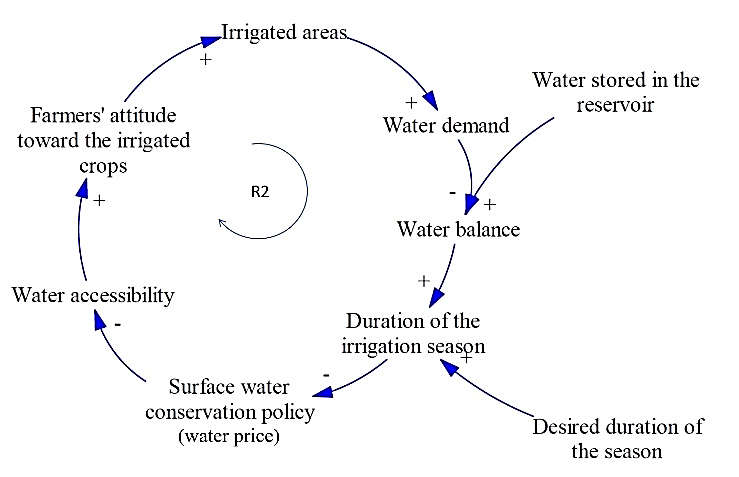 Irrigated areas
+
+
Water demand
Water stored in the
reservoir
Farmers' attitude
toward the irrigated
crops
R2
-
+
+
Water balance
+
Water accessibility
-
Duration of the
irrigation season
+
-
Surface water
conservation policy
(water price)
Desired duration of
the season